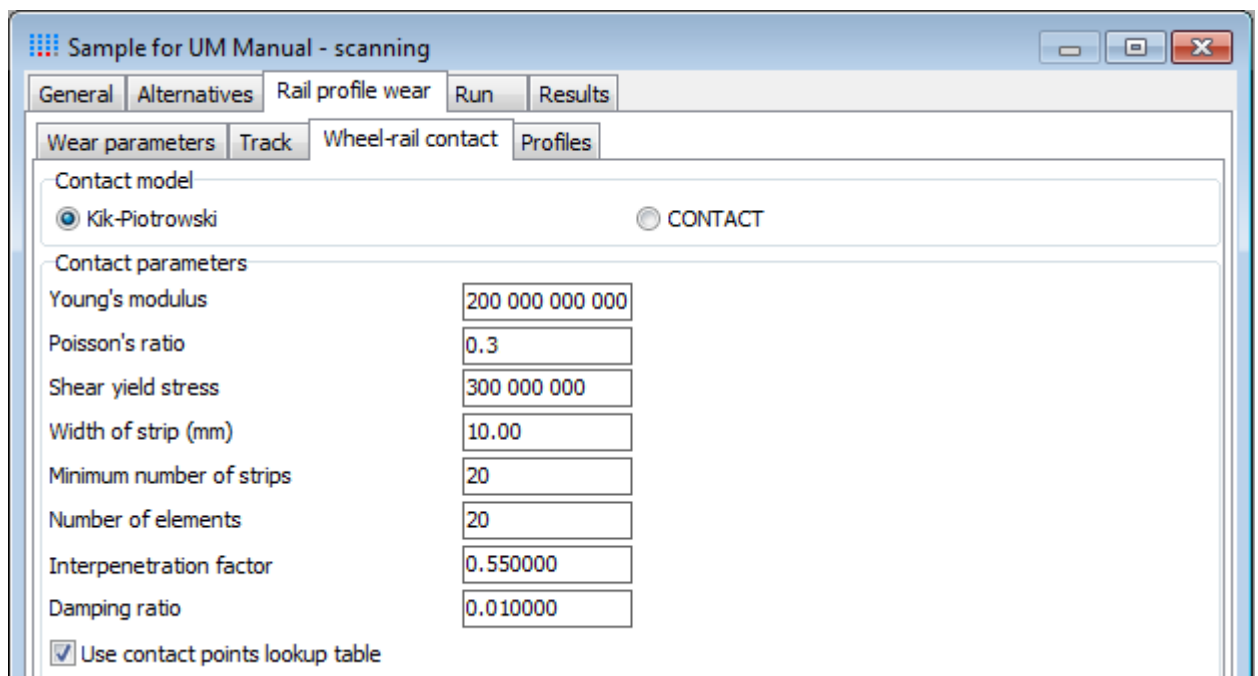 Sample for UM Manual - scanning
General Alternatives Rail profile wear Run Results
Wear parameters Track Wheel-rail contact Profiles
Contact model
Kik-Piotrowski CONTACT
Contact parameters
Young's modulus 200 000 000 000
Poisson's ratio 0.3
Shear yield stress 300 000 000
Width of strip (mm) 10.00
Minimum number of strips 20
Number of elements 20
Interpenetration factor 0.550000
Damping ratio 0.010000
Use contact points lookup table